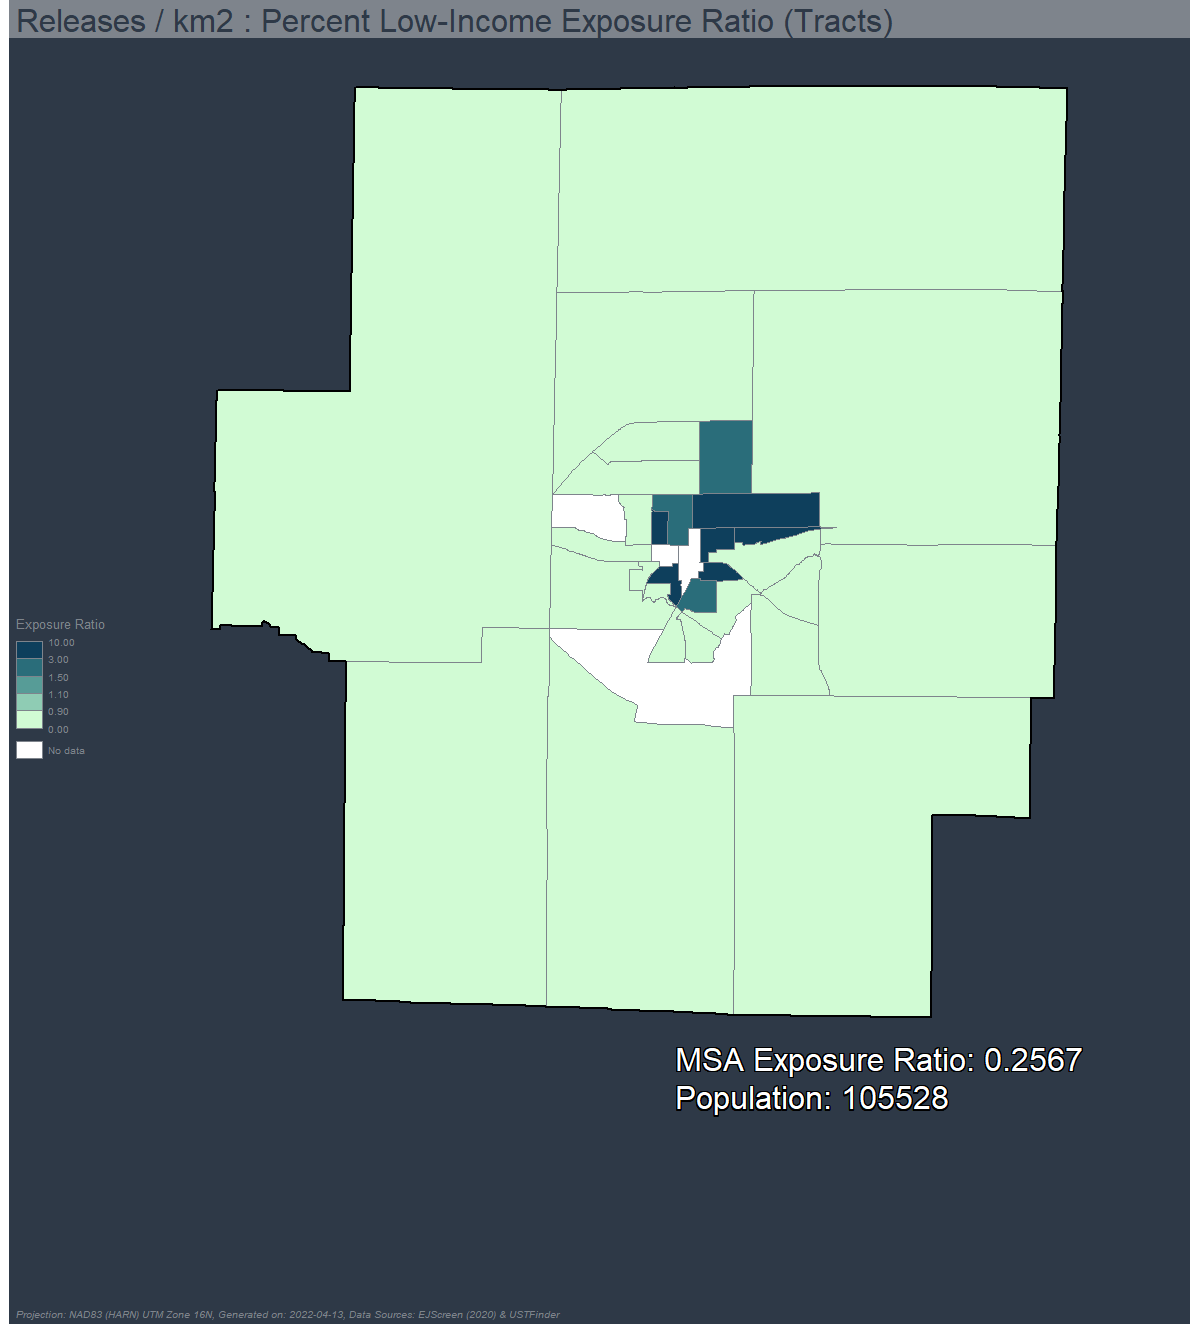 Releases / km2 : Percent Low-Income Exposure Ratio (Tracts)
Exposure Ratio
10.00
3.00
1.50
1.10
0.90
0.00
No data
MSA Exposure Ratio: 0.2567
Population: 105528
Projection: NAD83 (HARN) UTM Zone 16N, Generated on: 2022-04-13, Data Sources: EJScreen (2020) & USTFinder